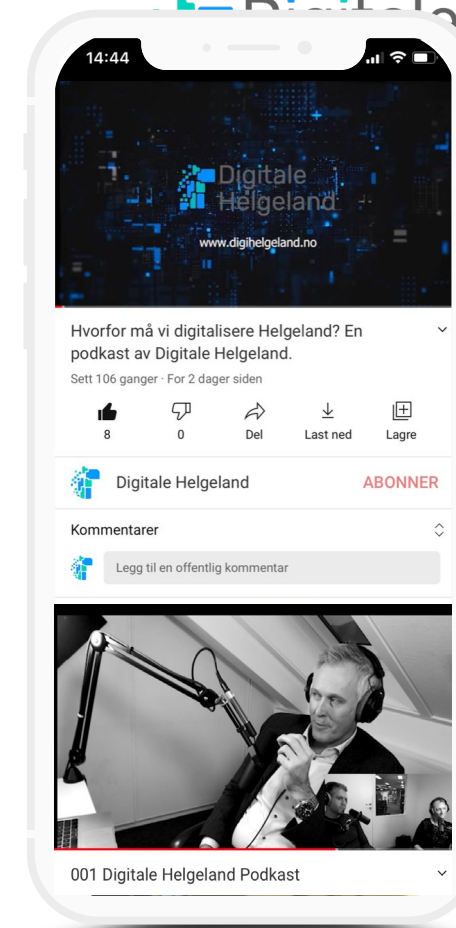 Digitale
14:44
Digitale
Helgeland
www.digihelgeland.no
Hvorfor må vi digitalisere Helgeland? En
podkast av Digitale Helgeland.
Sett 106 ganger · For 2 dager siden
8
0
Del
Last ned
Lagre
Digitale Helgeland
ABONNER
Kommentarer
Legg til en offentlig kommentar
001 Digitale Helgeland Podkast